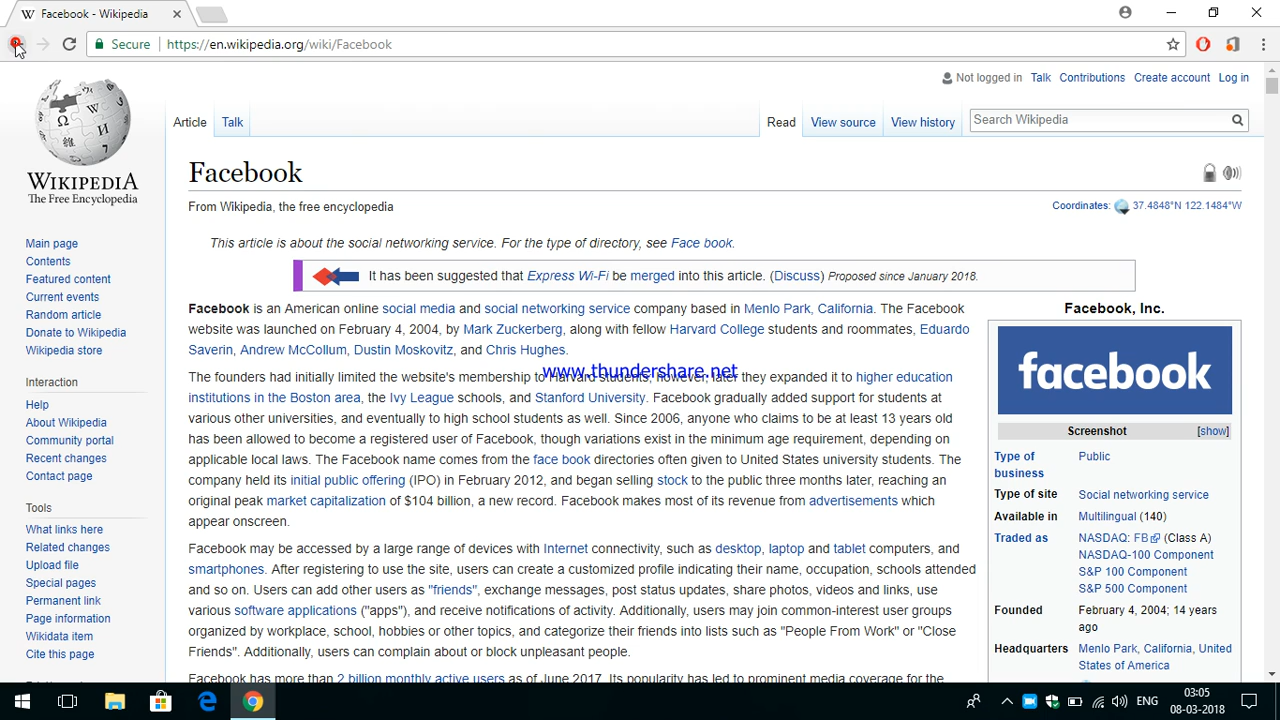 Facebook - Wikipedia
Secure https://en.wikipedia.org/wiki/Facebook
Not logged in Talk Contributions Create account Log in
Article Talk Read View source View history Search Wikipedia
WIKIPEDIA
The Free Encyclopedia
Main page
Contents
Featured content
Current events
Random article
Donate to Wikipedia
Wikipedia store
Interaction
Help
About Wikipedia
Community portal
Recent changes
Contact page
Tools
What links here
Related changes
Upload file
Special pages
Permanent link
Page information
Wikidata item
Cite this page
Facebook
From Wikipedia, the free encyclopedia
Coordinates: 37.4848°N 122.1484°W
This article is about the social networking service. For the type of directory, see Face book.
It has been suggested that Express Wi-Fi be merged into this article. (Discuss) Proposed since January 2018.
Facebook is an American online social media and social networking service company based in Menlo Park, California. The Facebook
website was launched on February 4, 2004, by Mark Zuckerberg, along with fellow Harvard College students and roommates, Eduardo
Saverin, Andrew McCollum, Dustin Moskovitz, and Chris Hughes.
www.thundershare.net
The founders had initially limited the website's membership to Harvard students; however, later they expanded it to higher education
institutions in the Boston area, the Ivy League schools, and Stanford University. Facebook gradually added support for students at
various other universities, and eventually to high school students as well. Since 2006, anyone who claims to be at least 13 years old
has been allowed to become a registered user of Facebook, though variations exist in the minimum age requirement, depending on
applicable local laws. The Facebook name comes from the face book directories often given to United States university students. The
company held its initial public offering (IPO) in February 2012, and began selling stock to the public three months later, reaching an
original peak market capitalization of $104 billion, a new record. Facebook makes most of its revenue from advertisements which
appear onscreen.
Facebook may be accessed by a large range of devices with Internet connectivity, such as desktop, laptop and tablet computers, and
smartphones. After registering to use the site, users can create a customized profile indicating their name, occupation, schools attended
and so on. Users can add other users as "friends", exchange messages, post status updates, share photos, videos and links, use
various software applications ("apps"), and receive notifications of activity. Additionally, users may join common-interest user groups
organized by workplace, school, hobbies or other topics, and categorize their friends into lists such as "People From Work" or "Close
Friends". Additionally, users can complain about or block unpleasant people.
Facebook has more than 2 billion monthly active users as of June 2017. Its popularity has led to prominent media coverage for the
Facebook, Inc.
facebook
Screenshot [show]
Type of business Public
Type of site Social networking service
Available in Multilingual (140)
Traded as NASDAQ: FB (Class A)
NASDAQ-100 Component
S&P 100 Component
S&P 500 Component
Founded February 4, 2004; 14 years
ago
Headquarters Menlo Park, California, United
States of America
ENG
03:05
08-03-2018